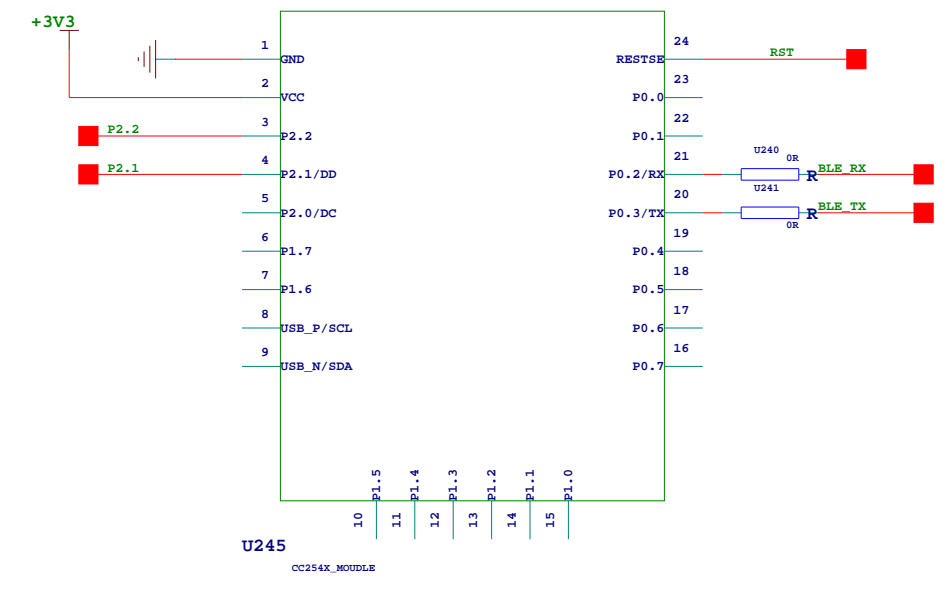 +3V3
1
GND
2
VCC
P2.2
3
P2.2
P2.1
4
P2.1/DD
5
P2.0/DC
6
P1.7
7
P1.6
8
USB_P/SCL
9
USB_N/SDA
24
RESTSE
RST
23
P0.0
22
P0.1
21
P0.2/RX
U240
0R
R
BLE_RX
20
P0.3/TX
U241
0R
R
BLE_TX
19
P0.4
18
P0.5
17
P0.6
16
P0.7
P1.5
P1.4
P1.3
P1.2
P1.1
P1.0
10
11
12
13
14
15
U245
CC254X_MOUDLE